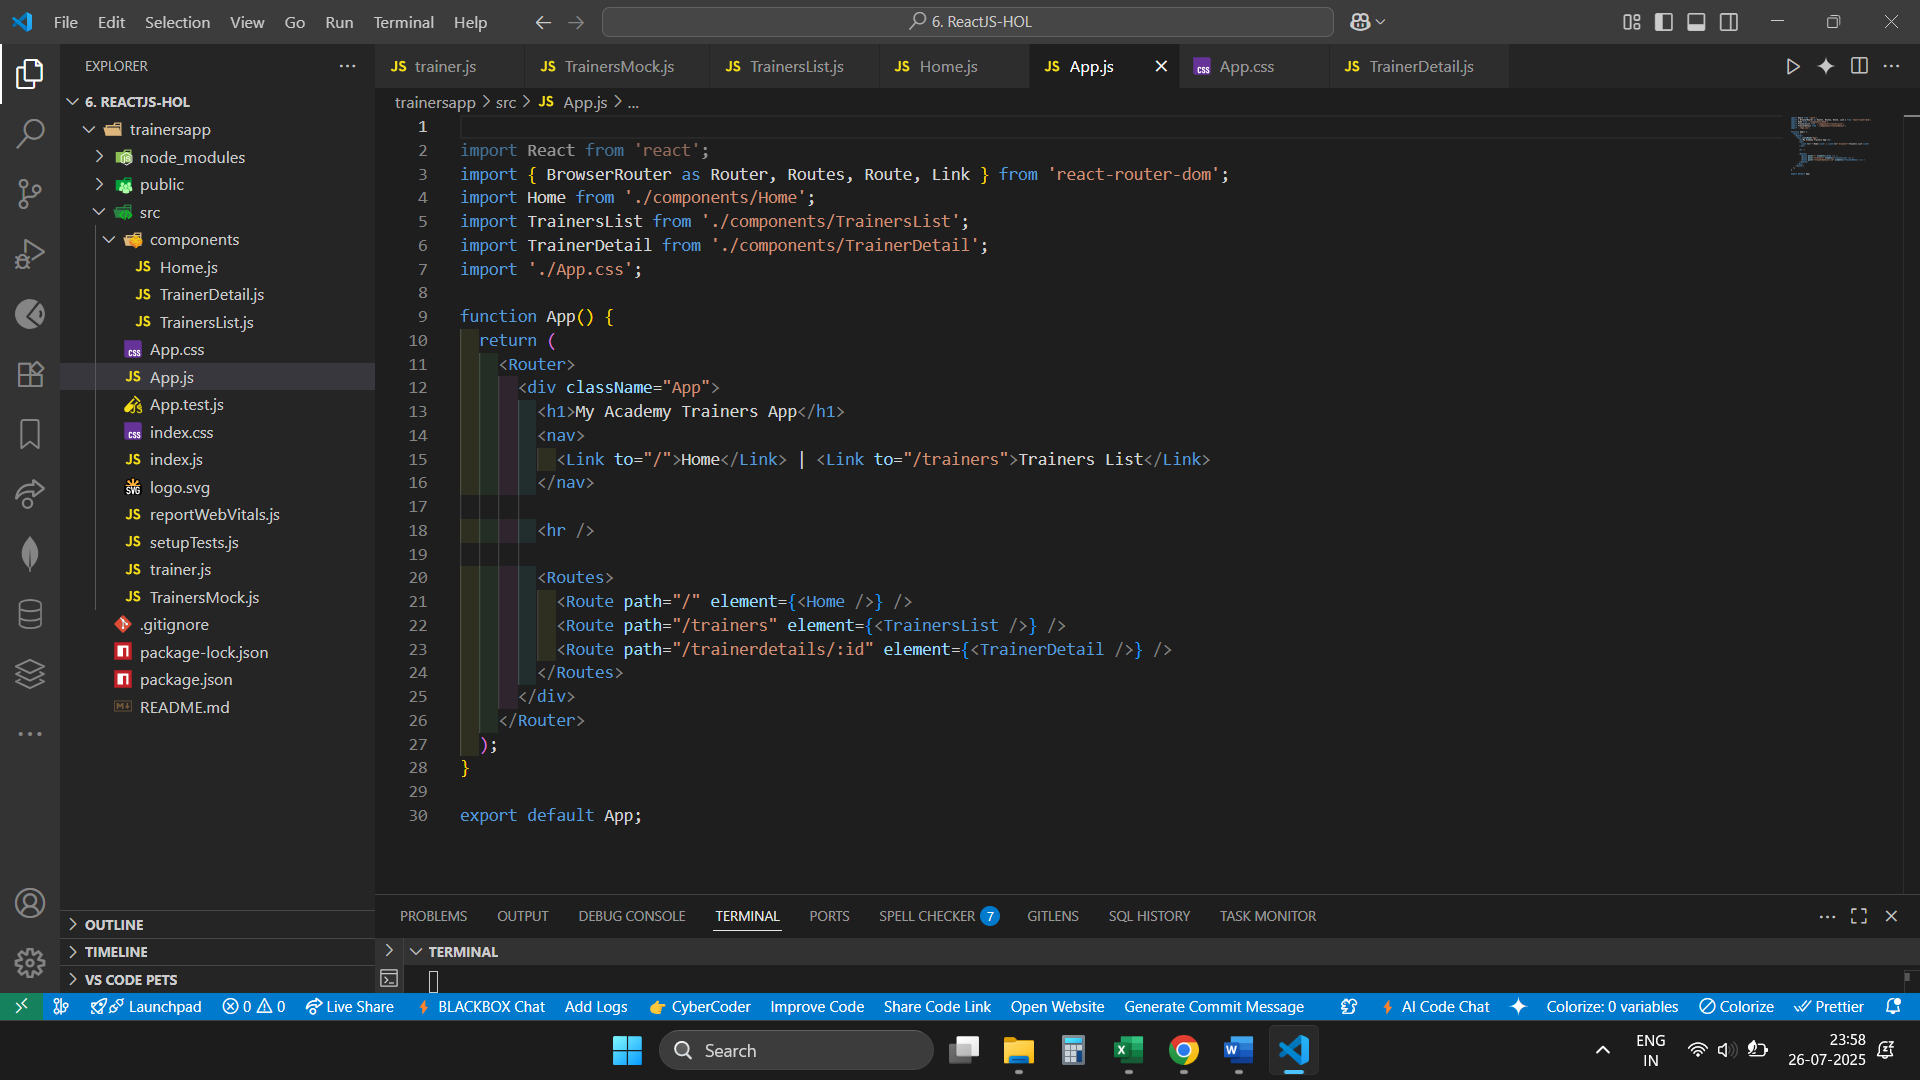 File Edit Selection View Go Run Terminal Help
6. ReactJS-HOL
EXPLORER
6. REACTJS-HOL
trainersapp
node_modules
public
src
components
JS Home.js
JS TrainerDetail.js
JS TrainersList.js
css App.css
JS App.js
App.test.js
css index.css
JS index.js
SVG logo.svg
JS reportWebVitals.js
JS setupTests.js
JS trainer.js
JS TrainersMock.js
.gitignore
package-lock.json
package.json
README.md
OUTLINE
TIMELINE
VS CODE PETS
JS trainer.js JS TrainersMock.js JS TrainersList.js JS Home.js JS App.js css App.css JS TrainerDetail.js
trainersapp > src > JS App.js > ...
1
2 import React from 'react';
3 import { BrowserRouter as Router, Routes, Route, Link } from 'react-router-dom';
4 import Home from './components/Home';
5 import TrainersList from './components/TrainersList';
6 import TrainerDetail from './components/TrainerDetail';
7 import './App.css';
8
9 function App() {
10 return (
11 <Router>
12 <div className="App">
13 <h1>My Academy Trainers App</h1>
14 <nav>
15 <Link to="/">Home</Link> | <Link to="/trainers">Trainers List</Link>
16 </nav>
17
18 <hr />
19
20 <Routes>
21 <Route path="/" element={<Home />} />
22 <Route path="/trainers" element={<TrainersList />} />
23 <Route path="/trainerdetails/:id" element={<TrainerDetail />} />
24 </Routes>
25 </div>
26 </Router>
27 );
28 }
29
30 export default App;
PROBLEMS OUTPUT DEBUG CONSOLE TERMINAL PORTS SPELL CHECKER 7 GITLENS SQL HISTORY TASK MONITOR
TERMINAL
Launchpad 0 0 Live Share BLACKBOX Chat Add Logs CyberCoder Improve Code Share Code Link Open Website Generate Commit Message AI Code Chat Colorize: 0 variables Colorize Prettier
Search
ENG
IN
23:58
26-07-2025